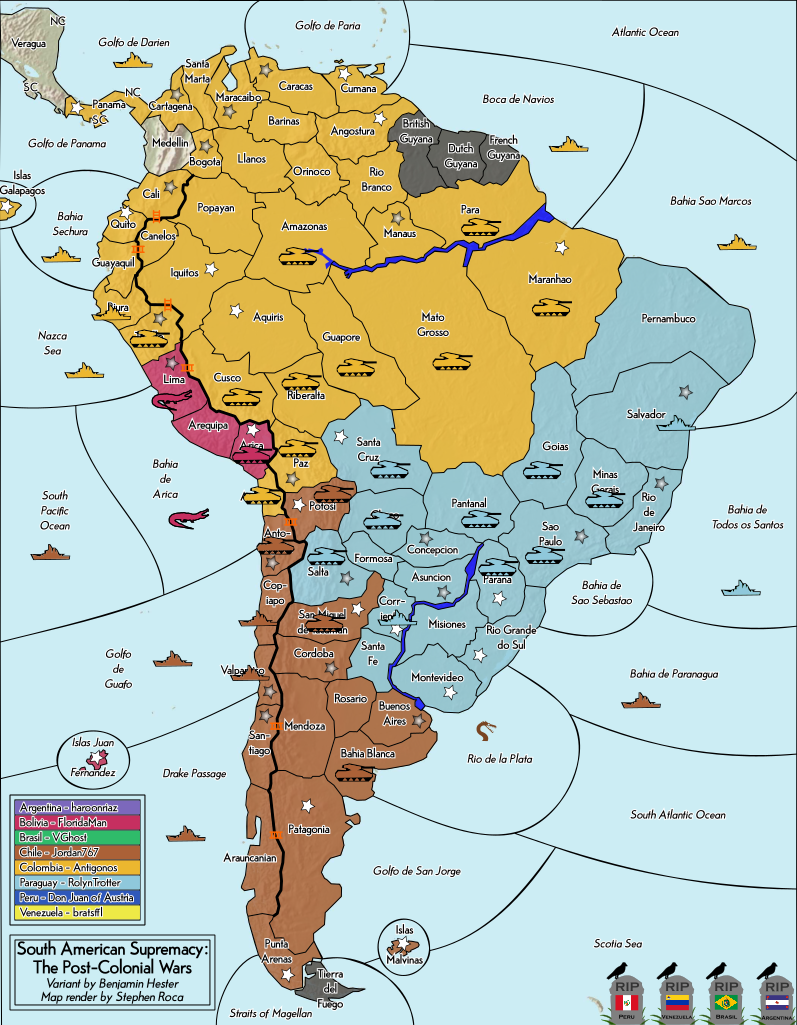 NC
Veragua
SC
Golfo de Darien
Golfo de Paria
Atlantic Ocean
Santa
Marta
NC
Panama
SC
Cartagena
Maracaibo
Caracas
Cumana
Boca de Navios
Barinas
Angostura
British
Guyana
Dutch
Guyana
French
Guyana
Golfo de Panama
Medellin
Bogota
Llanos
Orinoco
Rio
Branco
Islas
Galapagos
Cali
Popayan
Bahia
Sechura
Quito
Canelos
Amazonas
Manaus
Para
Bahia Sao Marcos
Guayaquil
Iquitos
Maranhao
Piura
Aquiris
Mato
Grosso
Guapore
Pernambuco
Nazca
Sea
Lima
Cusco
Riberalta
Arequipa
Arica
Santa
Cruz
Salvador
Goias
Paz
Bahia
de
Arica
Minas
Gerais
Rio
de
Janeiro
South
Pacific
Ocean
Potosi
Pantanal
Bahia de
Todos os Santos
Anto-
Sao
Paulo
Concepcion
Formosa
Salta
Asuncion
Parana
Cop-
iapo
Bahia de
Sao Sebastao
San Miguel
Corr-
Misiones
Rio Grande
do Sul
Golfo
de
Guafo
Cordoba
Santa
Fe
Valparaiso
Montevideo
Bahia de Paranagua
Rosario
Buenos
Aires
San-
tiago
Mendoza
Islas Juan
Fernandez
Bahia Blanca
Rio de la Plata
Drake Passage
Patagonia
South Atlantic Ocean
Araucanian
Golfo de San Jorge
Argentina - haroonriaz
Bolivia - FloridaMan
Brasil - VGhost
Chile - Jordan767
Colombia - Antigonos
Paraguay - RolynTrotter
Peru - Don Juan of Austria
Venezuela - bratsffl
South American Supremacy:
The Post-Colonial Wars
Variant by Benjamin Hester
Map render by Stephen Roca
Punta
Arenas
Islas
Malvinas
Tierra
del
Fuego
Straits of Magellan
Scotia Sea
RIP
PERU
RIP
VENEZUELA
RIP
BRASIL
RIP
ARGENTINA